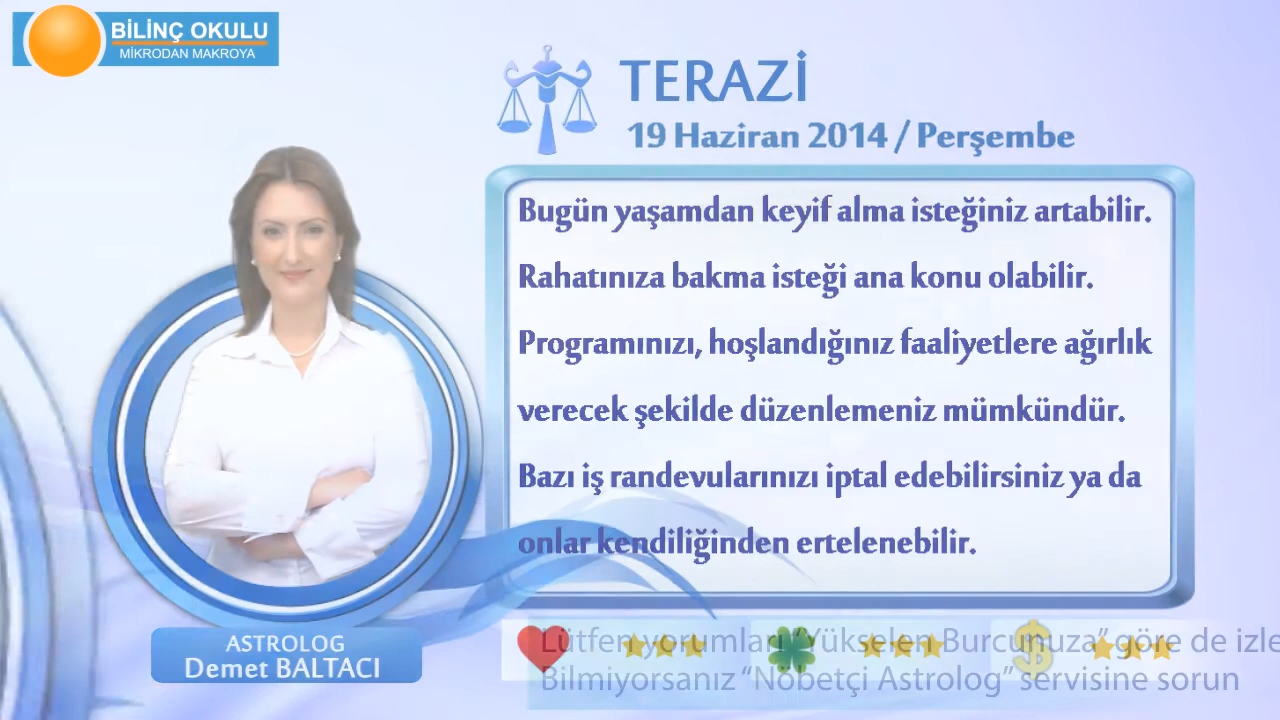 BİLİNÇ OKULU
MİKRODAN MAKROYA
TERAZİ
19 Haziran 2014 / Perşembe
Bugün yaşamdan keyif alma isteğiniz artabilir.
Rahatınıza bakma isteği ana konu olabilir.
Programınızı, hoşlandığınız faaliyetlere ağırlık
verecek şekilde düzenlemeniz mümkündür.
Bazı iş randevularınızı iptal edebilirsiniz ya da
onlar kendiliğinden ertelenebilir.
ASTROLOG
Demet BALTACI
Lütfen yorumları "Yükselen Burcunuza" göre de izle
Bilmiyorsanız "Nöbetçi Astrolog" servisine sorun